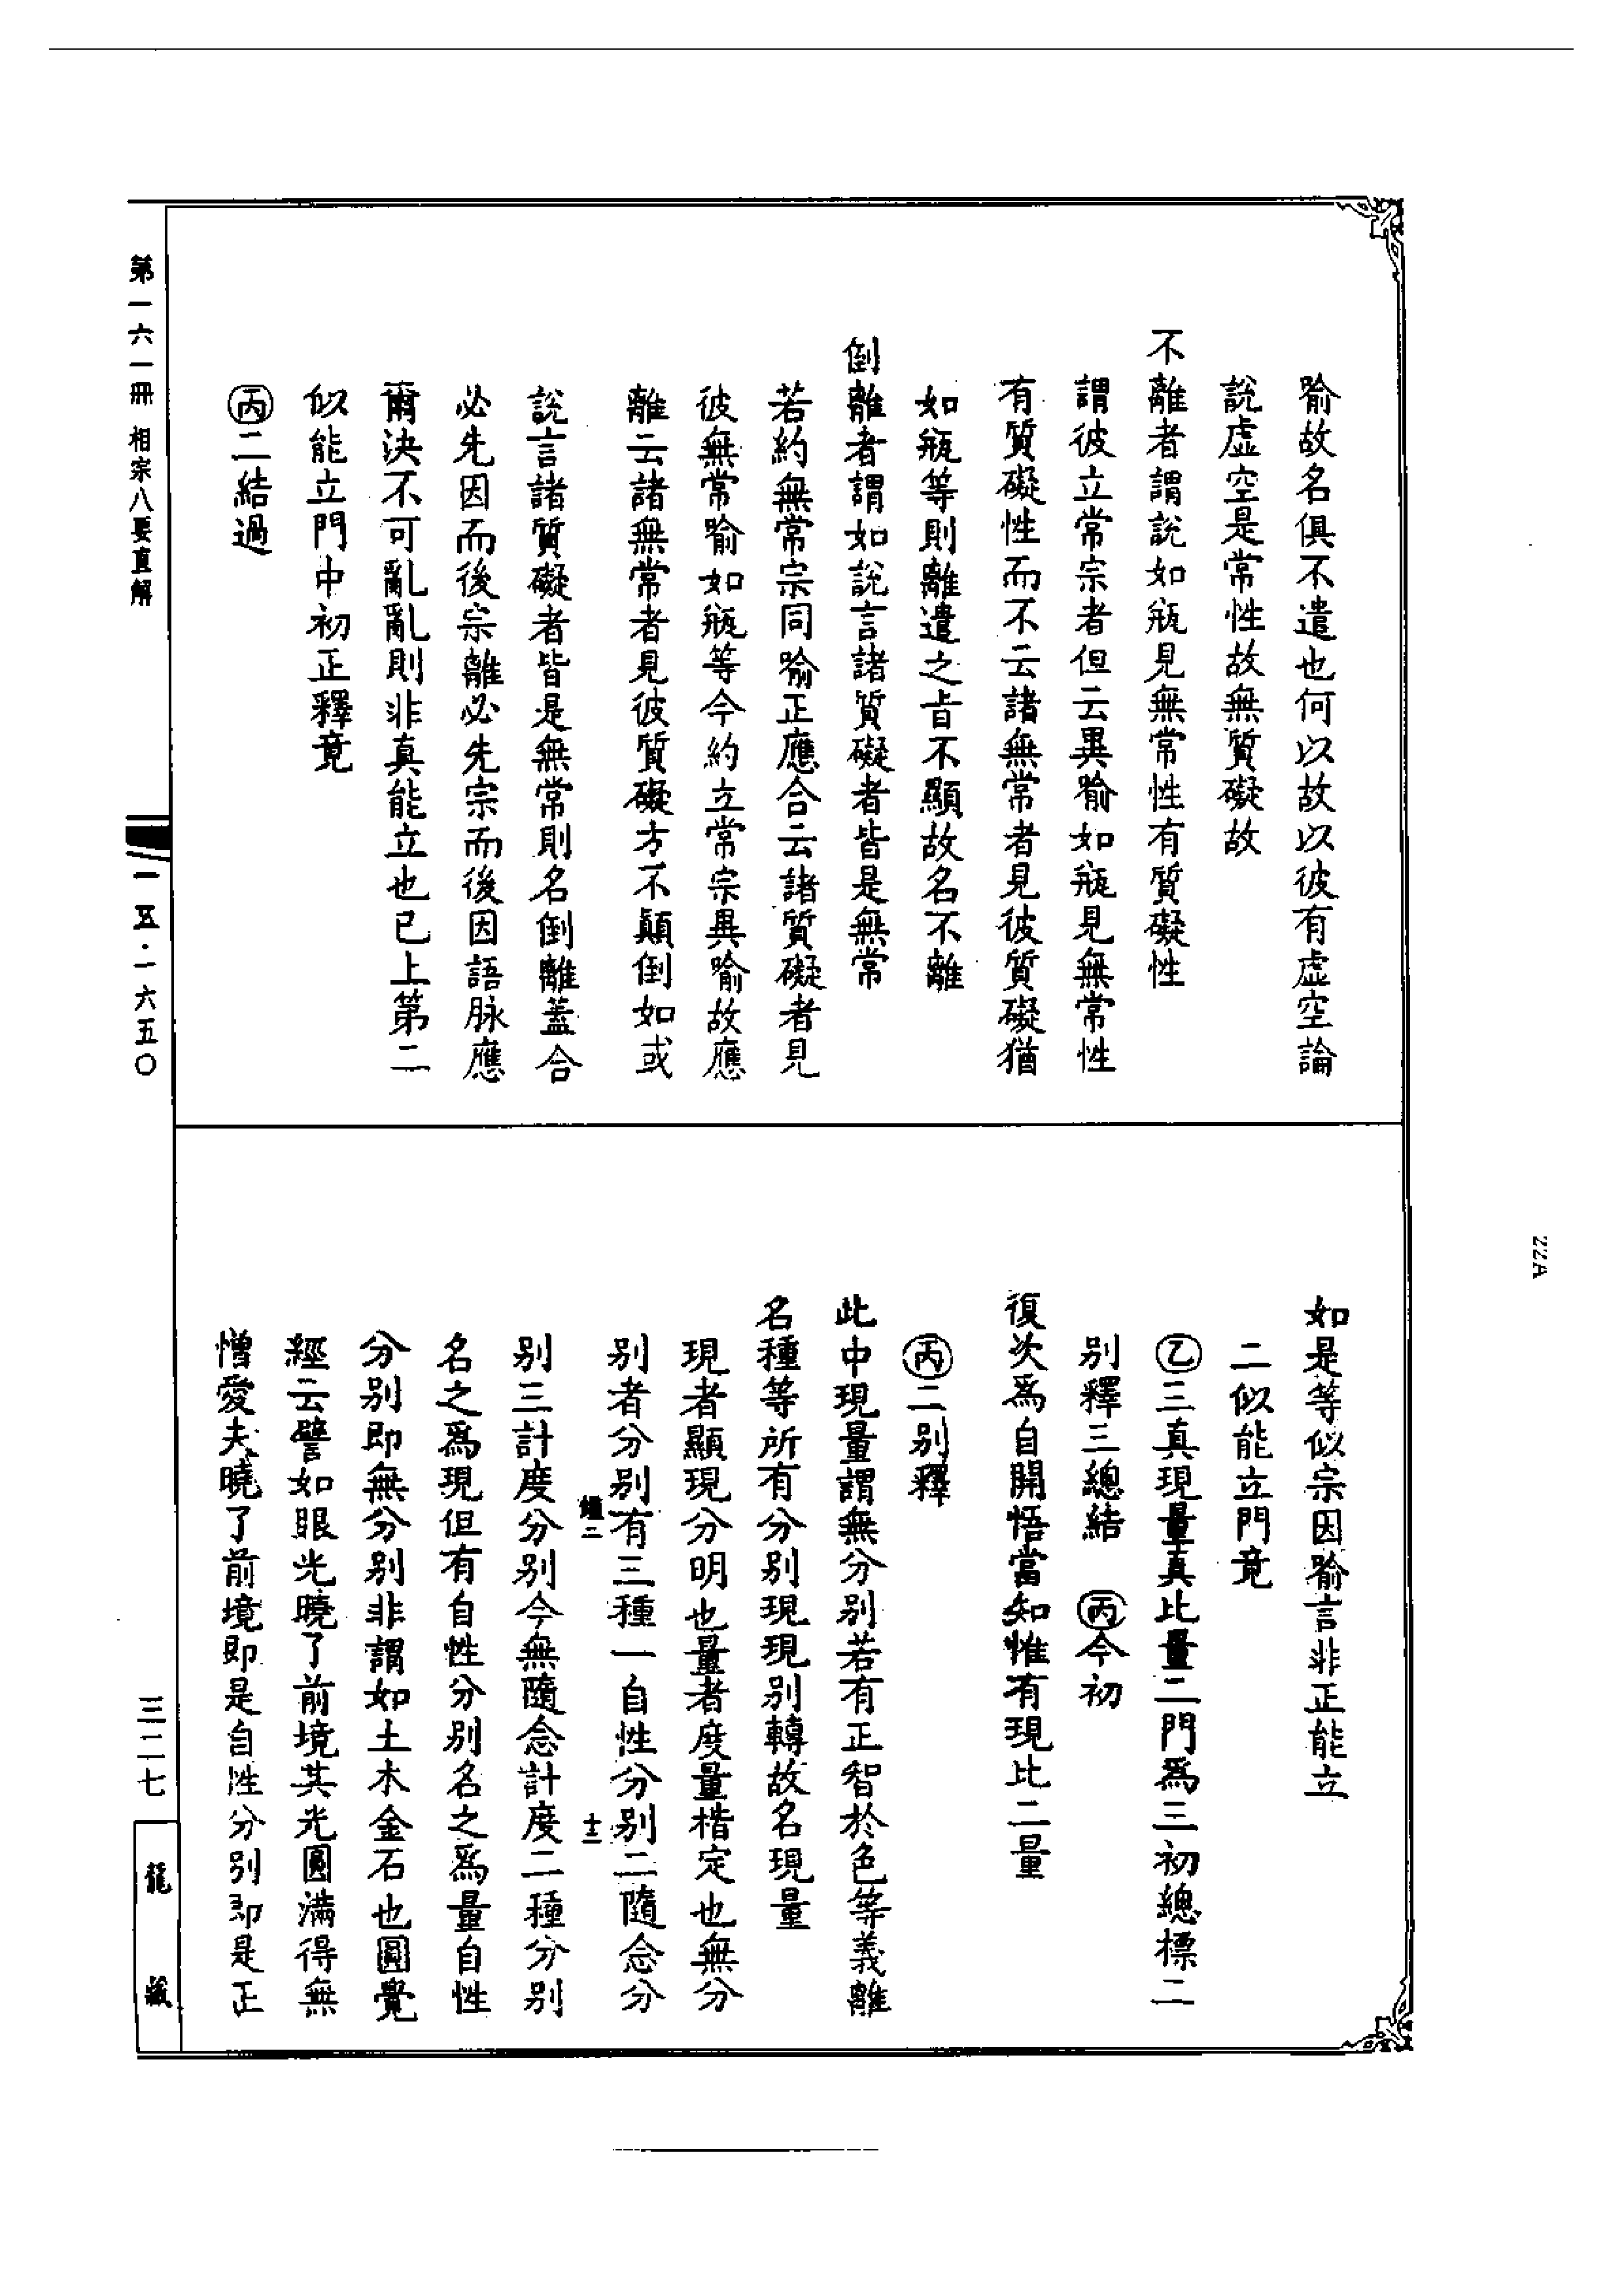 喻故名俱不遣也何以故以彼有虛空論
說虛空是常性故無質礙故
不離者謂說如瓶見無常性有質礙性
謂彼立常宗者但云異喻如瓶見無常性
有質礙性而不云諸無常者見彼質礙猶
如瓶等則離遣之旨不顯故名不離
倒離者謂如說言諸質礙者皆是無常
若約無常宗同喻正應合云諸質礙者見
彼無常喻如瓶等今約立常宗異喻故應
離云諸無常者見彼質礙方不顛倒如或
說言諸質礙者皆是無常則名倒離蓋合
必先因而後宗離必先宗而後因語脉應
爾決不可亂亂則非真能立也已上第二
似能立門中初正釋竟
㊅二結過
如是等似宗因喻言非正能立
二似能立門竟
乙三真現量真比量二門為三初總標二
別釋三總結 丙今初
復次為自開悟當知惟有現比二量
丙二別釋
此中現量謂無分別若有正智於色等義離
名種等所有分別現現別轉故名現量
現者顯現分明也量者度量楷定也無分
別者分別有三種一自性分別二隨念分
別三計度分別今無隨念計度二種分別
名之為現但有自性分別名之為量自性
分別即無分別非謂如土木金石也圓覺
經云譬如眼光曉了前境其光圓滿得無
憎愛夫曉了前境即是自性分別即是正
第一六一冊 相宗八要直解
一五·一六五〇
三二七
龍藏
ZZA